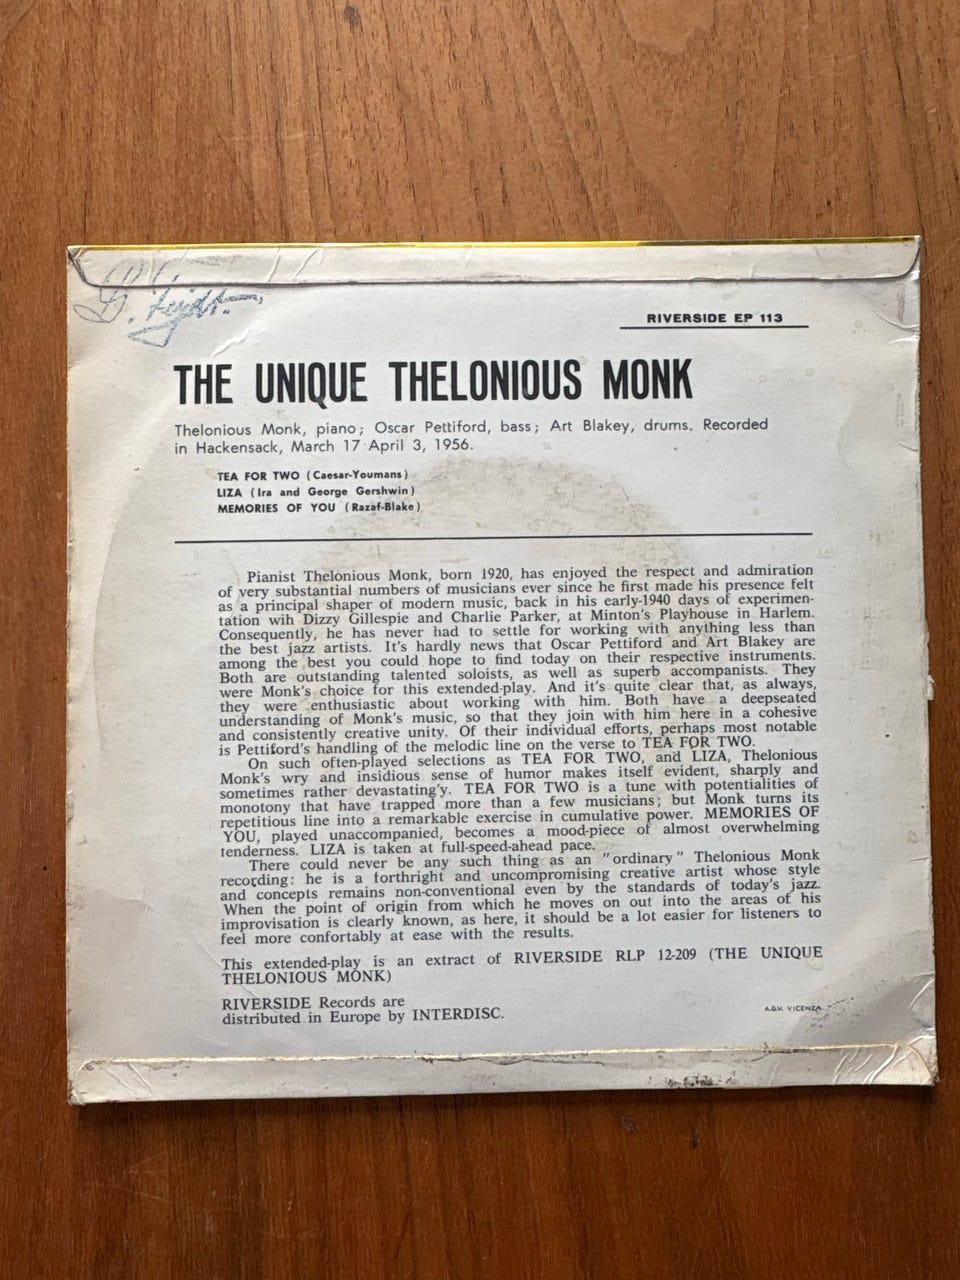 RIVERSIDE EP 113
THE UNIQUE THELONIOUS MONK
Thelonious Monk, piano; Oscar Pettiford, bass; Art Blakey, drums. Recorded
in Hackensack, March 17 April 3, 1956.
TEA FOR TWO (Caesar-Youmans)
LIZA (Ira and George Gershwin)
MEMORIES OF YOU (Razaf-Blake)
Pianist Thelonious Monk, born 1920, has enjoyed the respect and admiration
of very substantial numbers of musicians ever since he first made his presence felt
as a principal shaper of modern music, back in his early-1940 days of experimen-
tation wih Dizzy Gillespie and Charlie Parker, at Minton's Playhouse in Harlem.
Consequently, he has never had to settle for working with anything less than
the best jazz artists. It's hardly news that Oscar Pettiford and Art Blakey are
among the best you could hope to find today on their respective instruments.
Both are outstanding talented soloists, as well as superb accompanists. They
were Monk's choice for this extended-play. And it's quite clear that, as always,
they were enthusiastic about working with him. Both have a deepseated
understanding of Monk's music, so that they join with him here in a cohesive
and consistently creative unity. Of their individual efforts, perhaps most notable
is Pettiford's handling of the melodic line on the verse to TEA FOR TWO.
On such often-played selections as TEA FOR TWO, and LIZA, Thelonious
Monk's wry and insidious sense of humor makes itself evident, sharply and
sometimes rather devastating'y. TEA FOR TWO is a tune with potentialities of
monotony that have trapped more than a few musicians; but Monk turns its
repetitious line into a remarkable exercise in cumulative power. MEMORIES OF
YOU, played unaccompanied, becomes a mood-piece of almost overwhelming
tenderness. LIZA is taken at full-speed-ahead pace.
There could never be any such thing as an "ordinary" Thelonious Monk
recording: he is a forthright and uncompromising creative artist whose style
and concepts remains non-conventional even by the standards of today's jazz.
When the point of origin from which he moves on out into the areas of his
improvisation is clearly known, as here, it should be a lot easier for listeners to
feel more confortably at ease with the results.
This extended-play is an extract of RIVERSIDE RLP 12-209 (THE UNIQUE
THELONIOUS MONK)
RIVERSIDE Records are
distributed in Europe by INTERDISC.
A.G.V. VICENZA